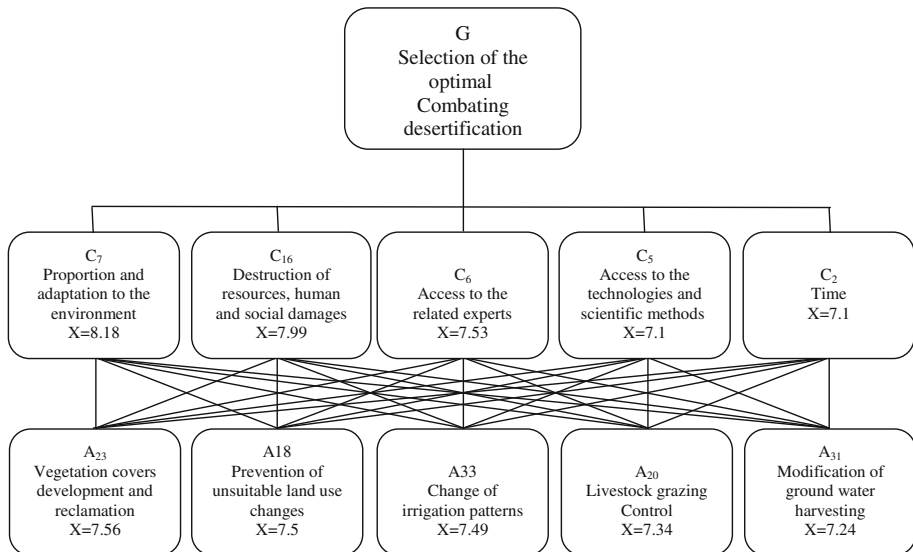 G
Selection of the
optimal
Combating
desertification
C₇
Proportion and
adaptation to the
environment
X=8.18
C₁₆
Destruction of
resources, human
and social damages
X=7.99
C₆
Access to the
related experts
X=7.53
C₅
Access to the
technologies and
scientific methods
X=7.1
C₂
Time
X=7.1
A₂₃
Vegetation covers
development and
reclamation
X=7.56
A18
Prevention of
unsuitable land use
changes
X=7.5
A33
Change of
irrigation patterns
X=7.49
A₂₀
Livestock grazing
Control
X=7.34
A₃₁
Modification of
ground water
harvesting
X=7.24